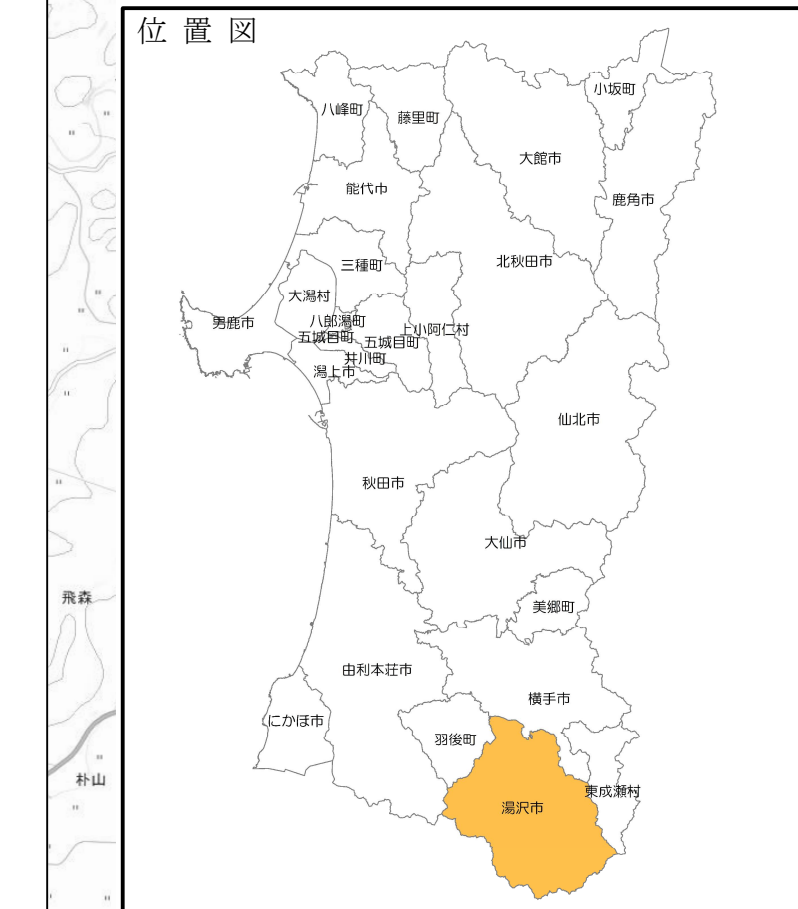 位置図
小坂町
八峰町
藤里町
大館市
能代市
鹿角市
北秋田市
三種町
大潟村
男鹿市
八郎潟町
上小阿仁村
五城目町
五城目町
井川町
潟上市
仙北市
秋田市
大仙市
飛森
美郷町
由利本荘市
横手市
にかほ市
羽後町
朴山
東成瀬村
湯沢市